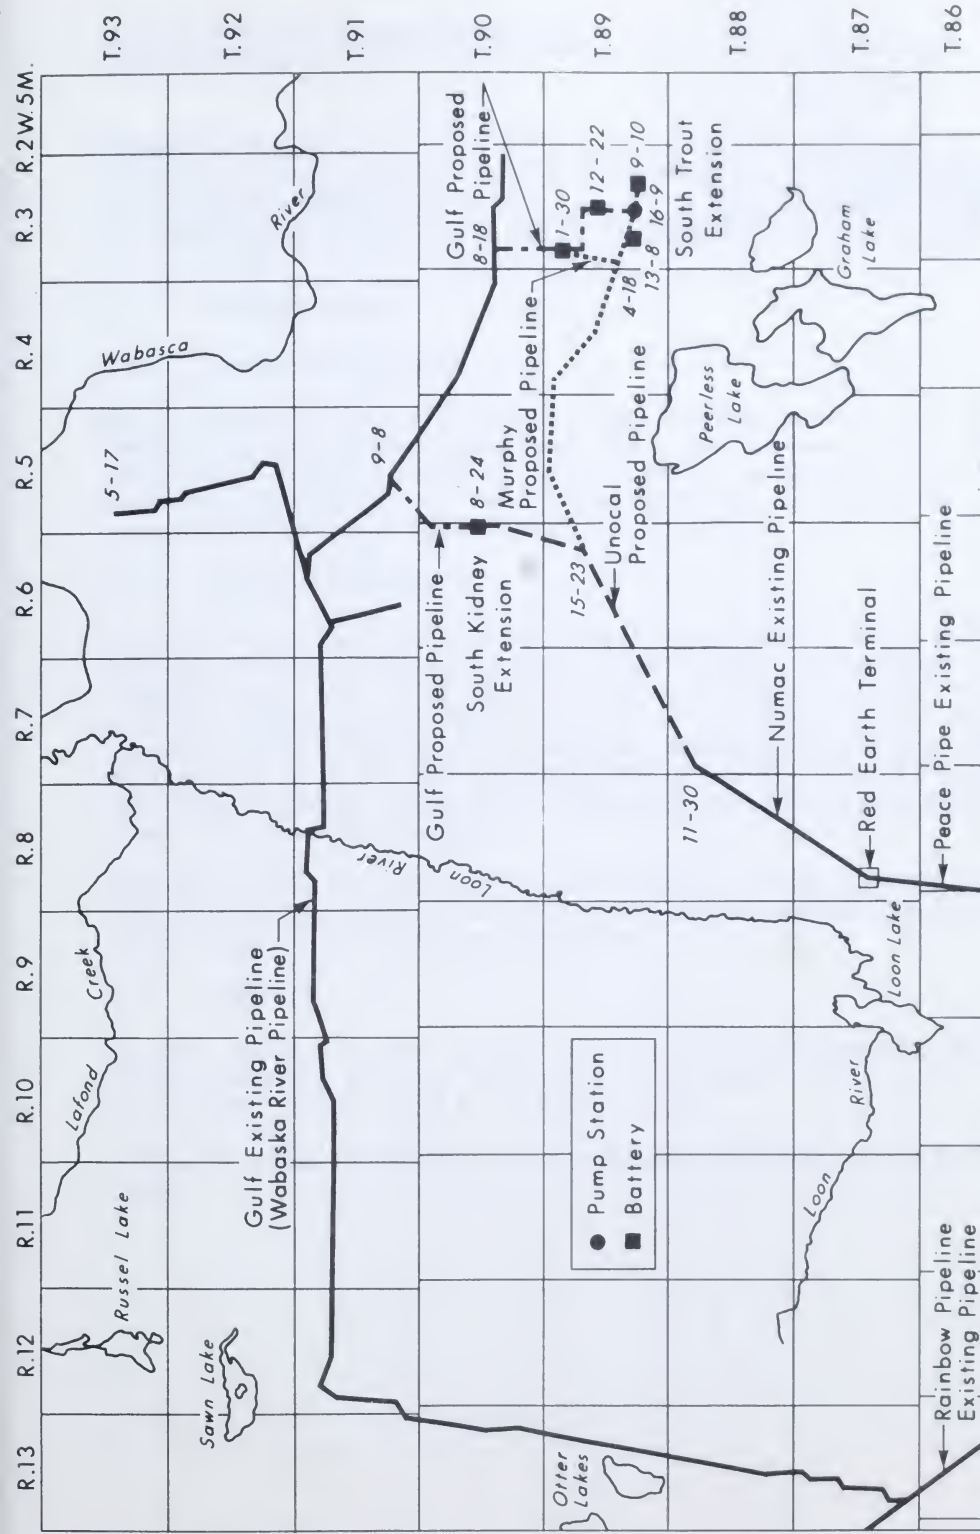 R.13
R.12
R.11
R.10
R.9
R.8
R.7
R.6
R.5
R.4
R.3
R.2W.5M.
T.93
T.92
T.91
T.90
T.89
T.88
T.87
T.86
Russel Lake
Sawn Lake
Lafond
Creek
Wabasca
River
5-17
9-8
Gulf Existing Pipeline
(Wabaska River Pipeline)
Loon
River
Gulf Proposed Pipeline
South Kidney
Extension
8-24
Murphy
Proposed Pipeline
Gulf Proposed
Pipeline
8-18
1-30
12-22
9-10
16-9
13-8
4-18
South Trout
Extension
15-23
Unocal
Proposed Pipeline
Peerless
Lake
Graham
Lake
11-30
Numac Existing Pipeline
Red Earth Terminal
Peace Pipe Existing Pipeline
Loon Lake
Loon
River
Pump Station
Battery
Otter
Lakes
Rainbow Pipeline
Existing Pipeline